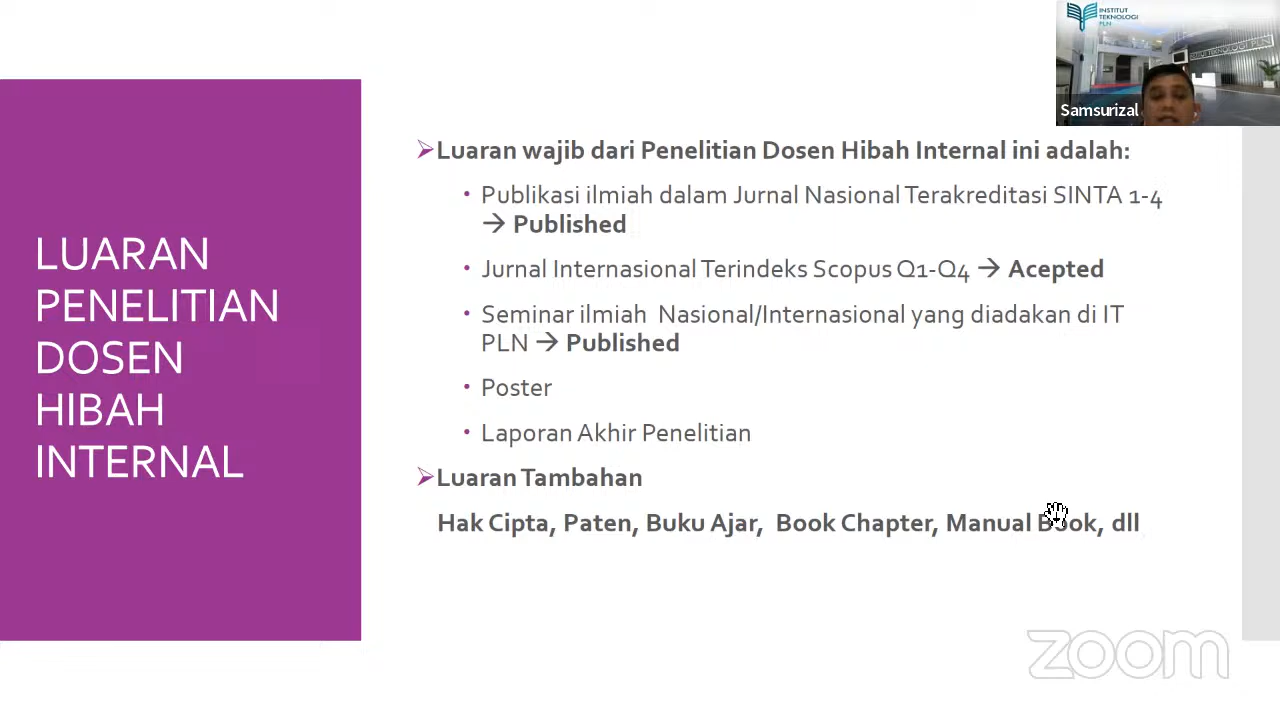 INSTITUT
TEKNOLOGI
PLN
INSTITUT TEKNOLOGI PLN
Samsurizal
LUARAN
PENELITIAN
DOSEN
HIBAH
INTERNAL
➢Luaran wajib dari Penelitian Dosen Hibah Internal ini adalah:
• Publikasi ilmiah dalam Jurnal Nasional Terakreditasi SINTA 1-4
→ Published
• Jurnal Internasional Terindeks Scopus Q1-Q4 → Acepted
• Seminar ilmiah Nasional/Internasional yang diadakan di IT
PLN → Published
• Poster
• Laporan Akhir Penelitian
➢Luaran Tambahan
Hak Cipta, Paten, Buku Ajar, Book Chapter, Manual Book, dll
zoom